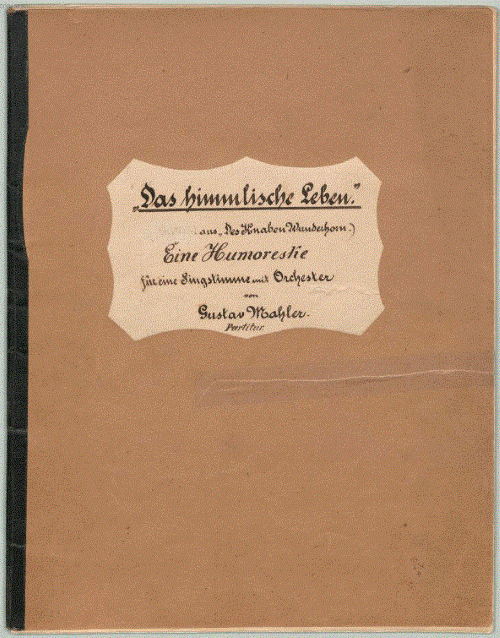 „Das himmlische Leben.“
aus „Des Knaben Wunderhorn.)
Eine Humoreske
für eine Singstimme mit Orchester
von
Gustav Mahler.
Partitur